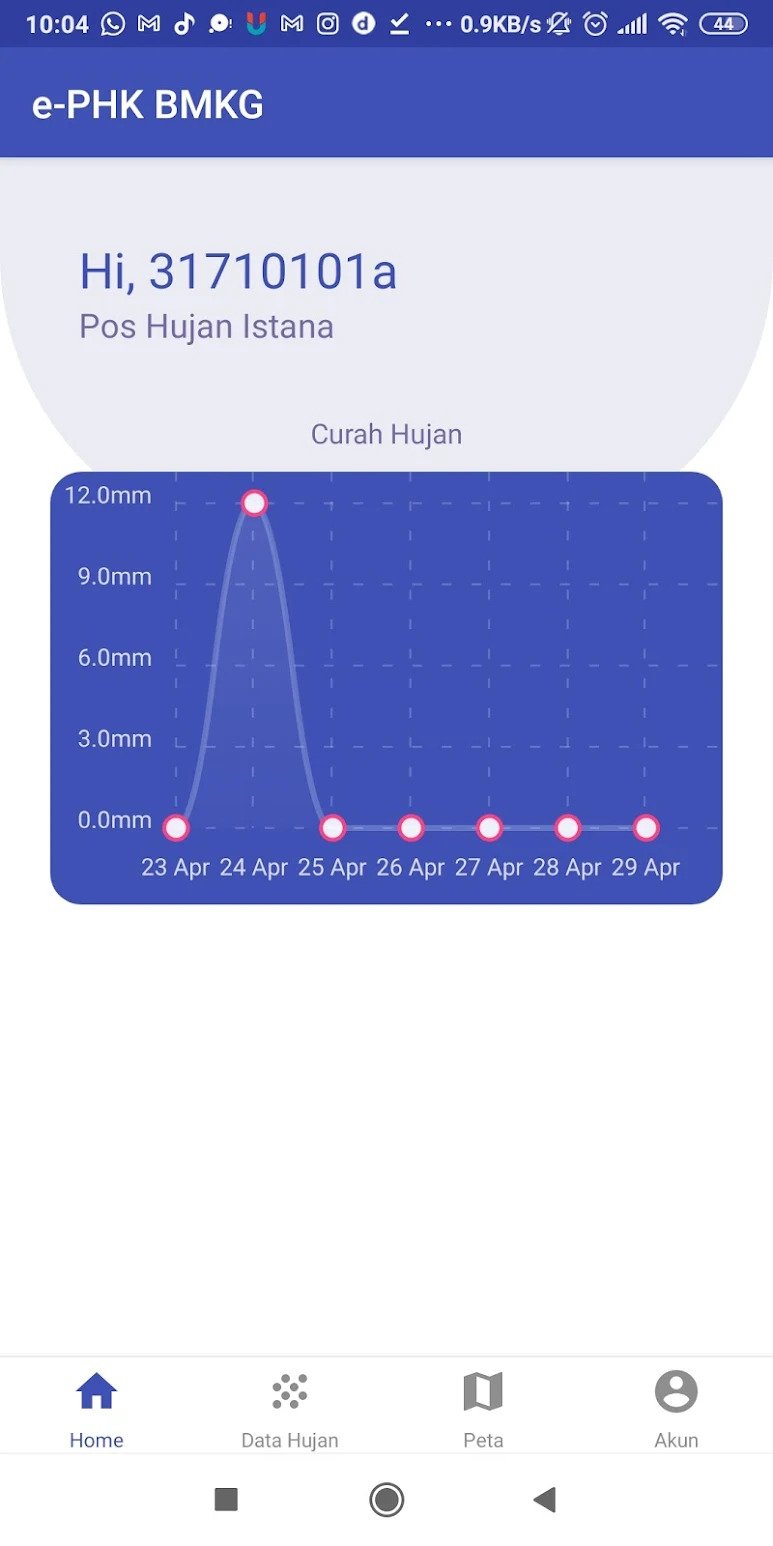 10:04 0.9KB/s 44
e-PHK BMKG
Hi, 31710101a
Pos Hujan Istana
Curah Hujan
12.0mm
9.0mm
6.0mm
3.0mm
0.0mm
23 Apr 24 Apr 25 Apr 26 Apr 27 Apr 28 Apr 29 Apr
Home Data Hujan Peta Akun